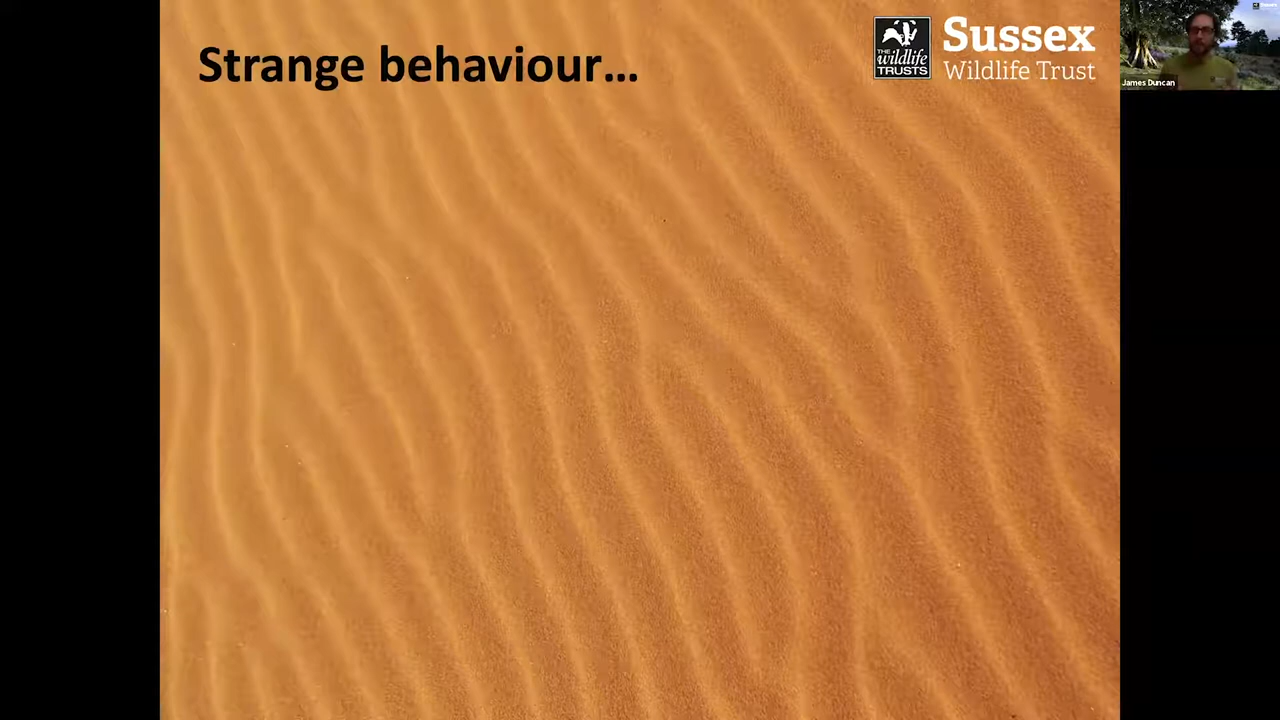 Strange behaviour...
THE
wildlife
TRUSTS
Sussex
Wildlife Trust
James Duncan